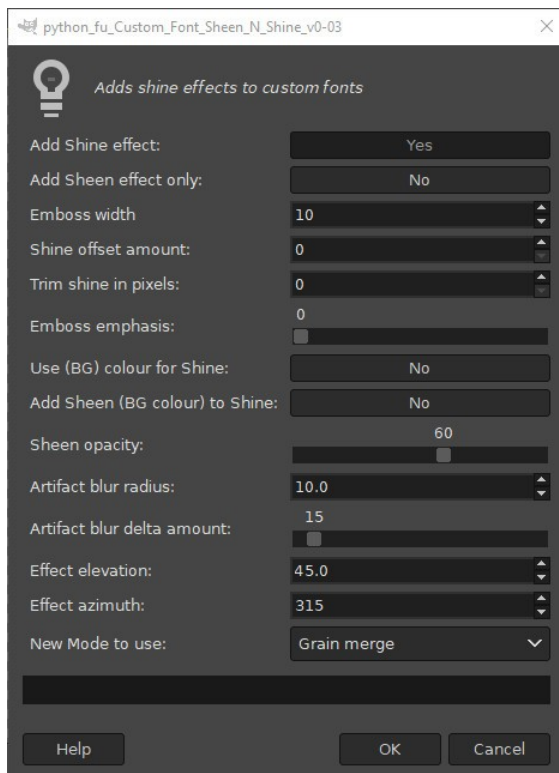 python_fu_Custom_Font_Sheen_N_Shine_v0-03
Adds shine effects to custom fonts
Add Shine effect: Yes
Add Sheen effect only: No
Emboss width 10
Shine offset amount: 0
Trim shine in pixels: 0
Emboss emphasis: 0
Use (BG) colour for Shine: No
Add Sheen (BG colour) to Shine: No
Sheen opacity: 60
Artifact blur radius: 10.0
Artifact blur delta amount: 15
Effect elevation: 45.0
Effect azimuth: 315
New Mode to use: Grain merge
Help OK Cancel